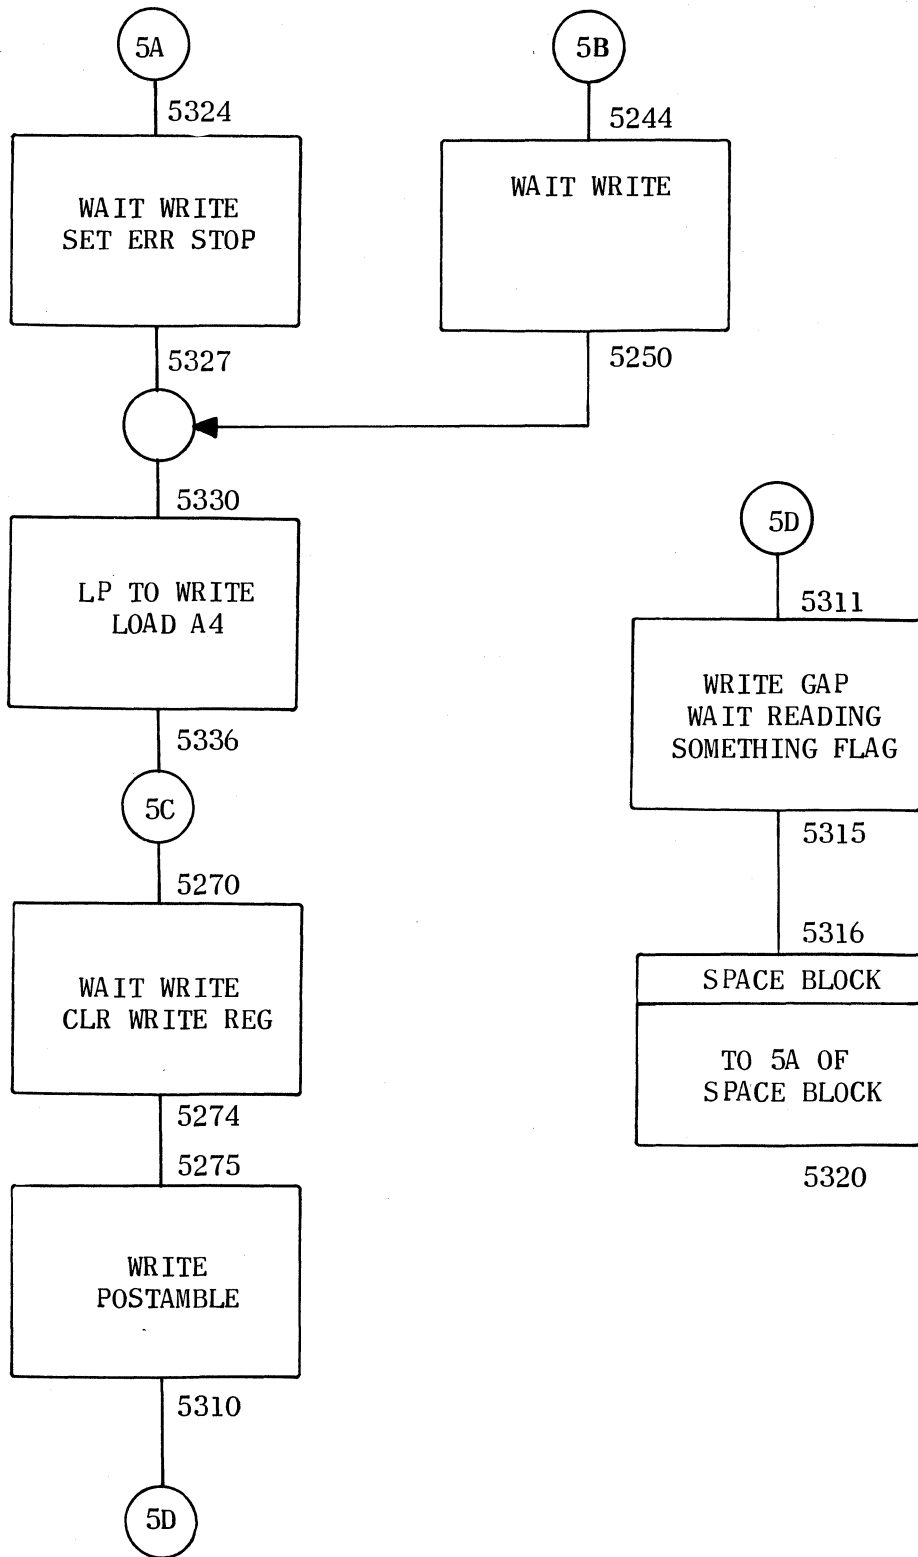 5A
5324
WAIT WRITE
SET ERR STOP
5327
5330
LP TO WRITE
LOAD A4
5336
5C
5270
WAIT WRITE
CLR WRITE REG
5274
5275
WRITE
POSTAMBLE
5310
5D
5B
5244
WAIT WRITE
5250
5D
5311
WRITE GAP
WAIT READING
SOMETHING FLAG
5315
5316
SPACE BLOCK
TO 5A OF
SPACE BLOCK
5320